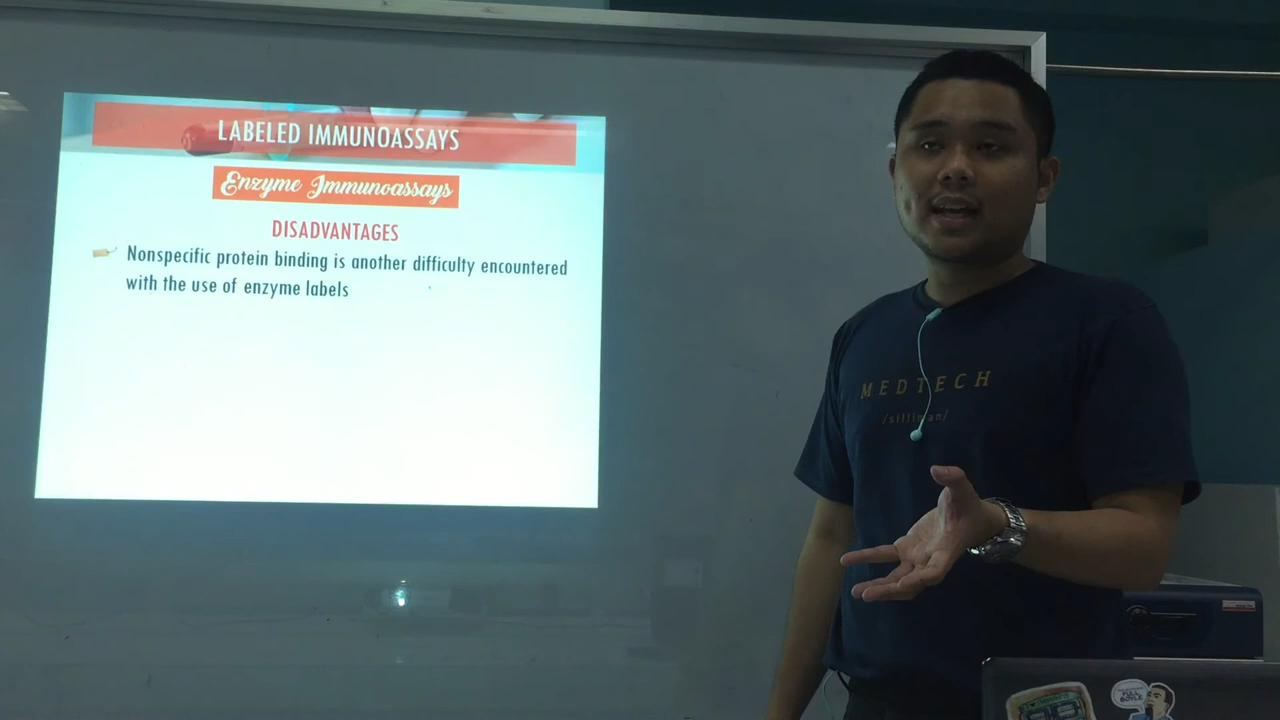 LABELED IMMUNOASSAYS
Enzyme Immunoassays
DISADVANTAGES
Nonspecific protein binding is another difficulty encountered
with the use of enzyme labels
MEDTECH
/silliman/
FULL